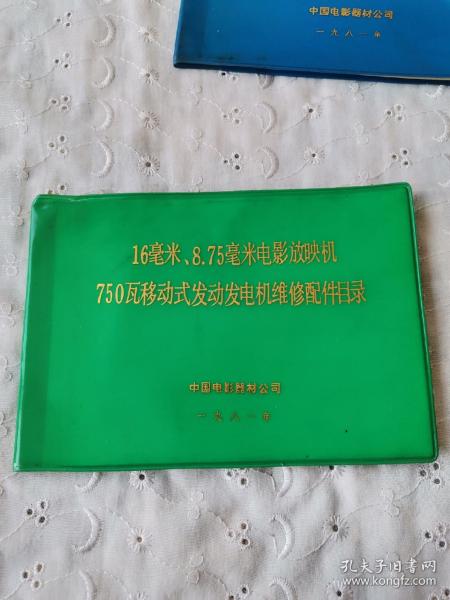 中国电影器材公司
一九八一年
16毫米、8.75毫米电影放映机
750瓦移动式发动发电机维修配件目录
中国电影器材公司
一九八一年
孔夫子旧书网
www.kongfz.com